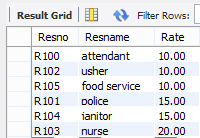 Result Grid Filter Rows:
Resno Resname Rate
R100 attendant 10.00
R102 usher 10.00
R105 food service 10.00
R101 police 15.00
R104 janitor 15.00
R103 nurse 20.00